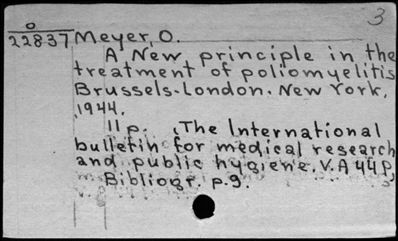 3
O
22837 Meyer, O.
A New principle in the
treatment of poliomyelitis
Brussels-London. New York,
1944.
11 p. , The International
bulletin for medical research
and public hygiene. V. A 44 p,
Bibliogr. p. 9.